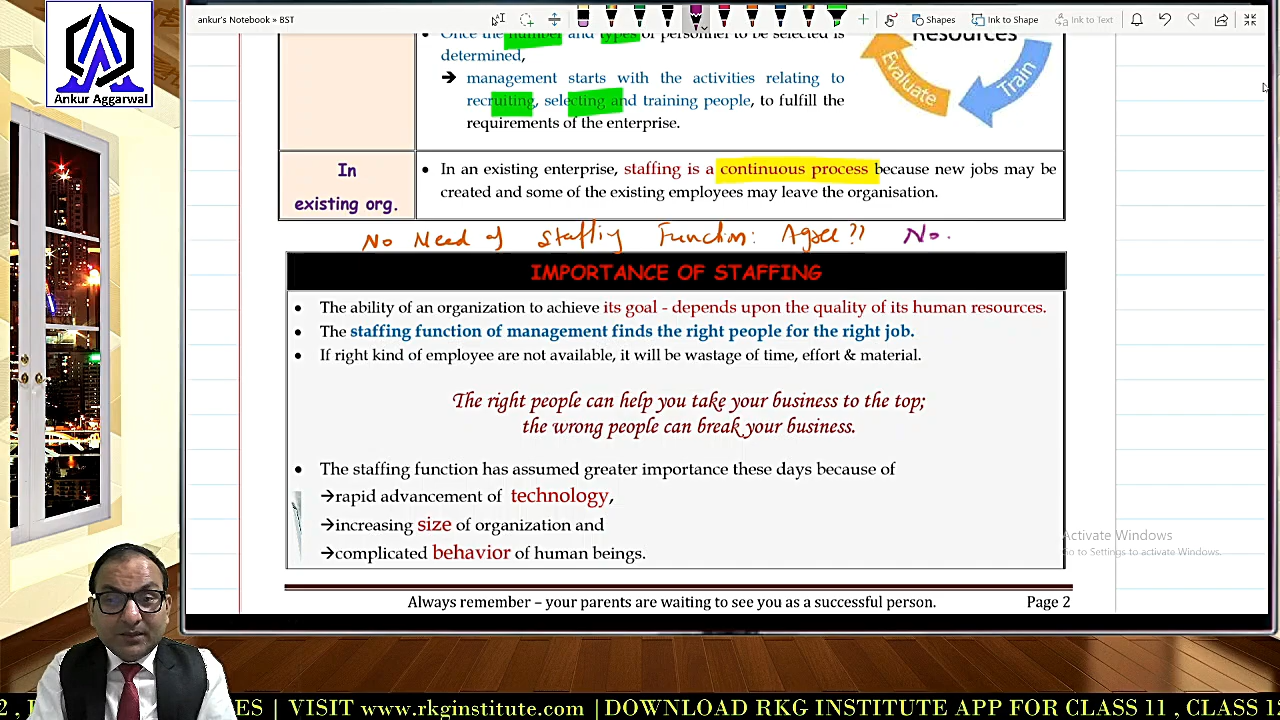 ankur's Notebook » BST
Shapes
Ink to Shape
Ink to Text
Ankur Aggarwal
Once the number and types of personnel to be selected is
determined,
➔ management starts with the activities relating to
recruiting, selecting and training people, to fulfill the
requirements of the enterprise.
Resources
Evaluate
Train
In
existing org.
• In an existing enterprise, staffing is a continuous process because new jobs may be
created and some of the existing employees may leave the organisation.
No Need of Staffing Function: Agree?? No.
IMPORTANCE OF STAFFING
• The ability of an organization to achieve its goal - depends upon the quality of its human resources.
• The staffing function of management finds the right people for the right job.
• If right kind of employee are not available, it will be wastage of time, effort & material.
The right people can help you take your business to the top;
the wrong people can break your business.
• The staffing function has assumed greater importance these days because of
→rapid advancement of technology,
→increasing size of organization and
→complicated behavior of human beings.
Activate Windows
Go to Settings to activate Windows.
Always remember – your parents are waiting to see you as a successful person. Page 2
ES | VISIT www.rkginstitute.com |DOWNLOAD RKG INSTITUTE APP FOR CLASS 11 , CLASS 1